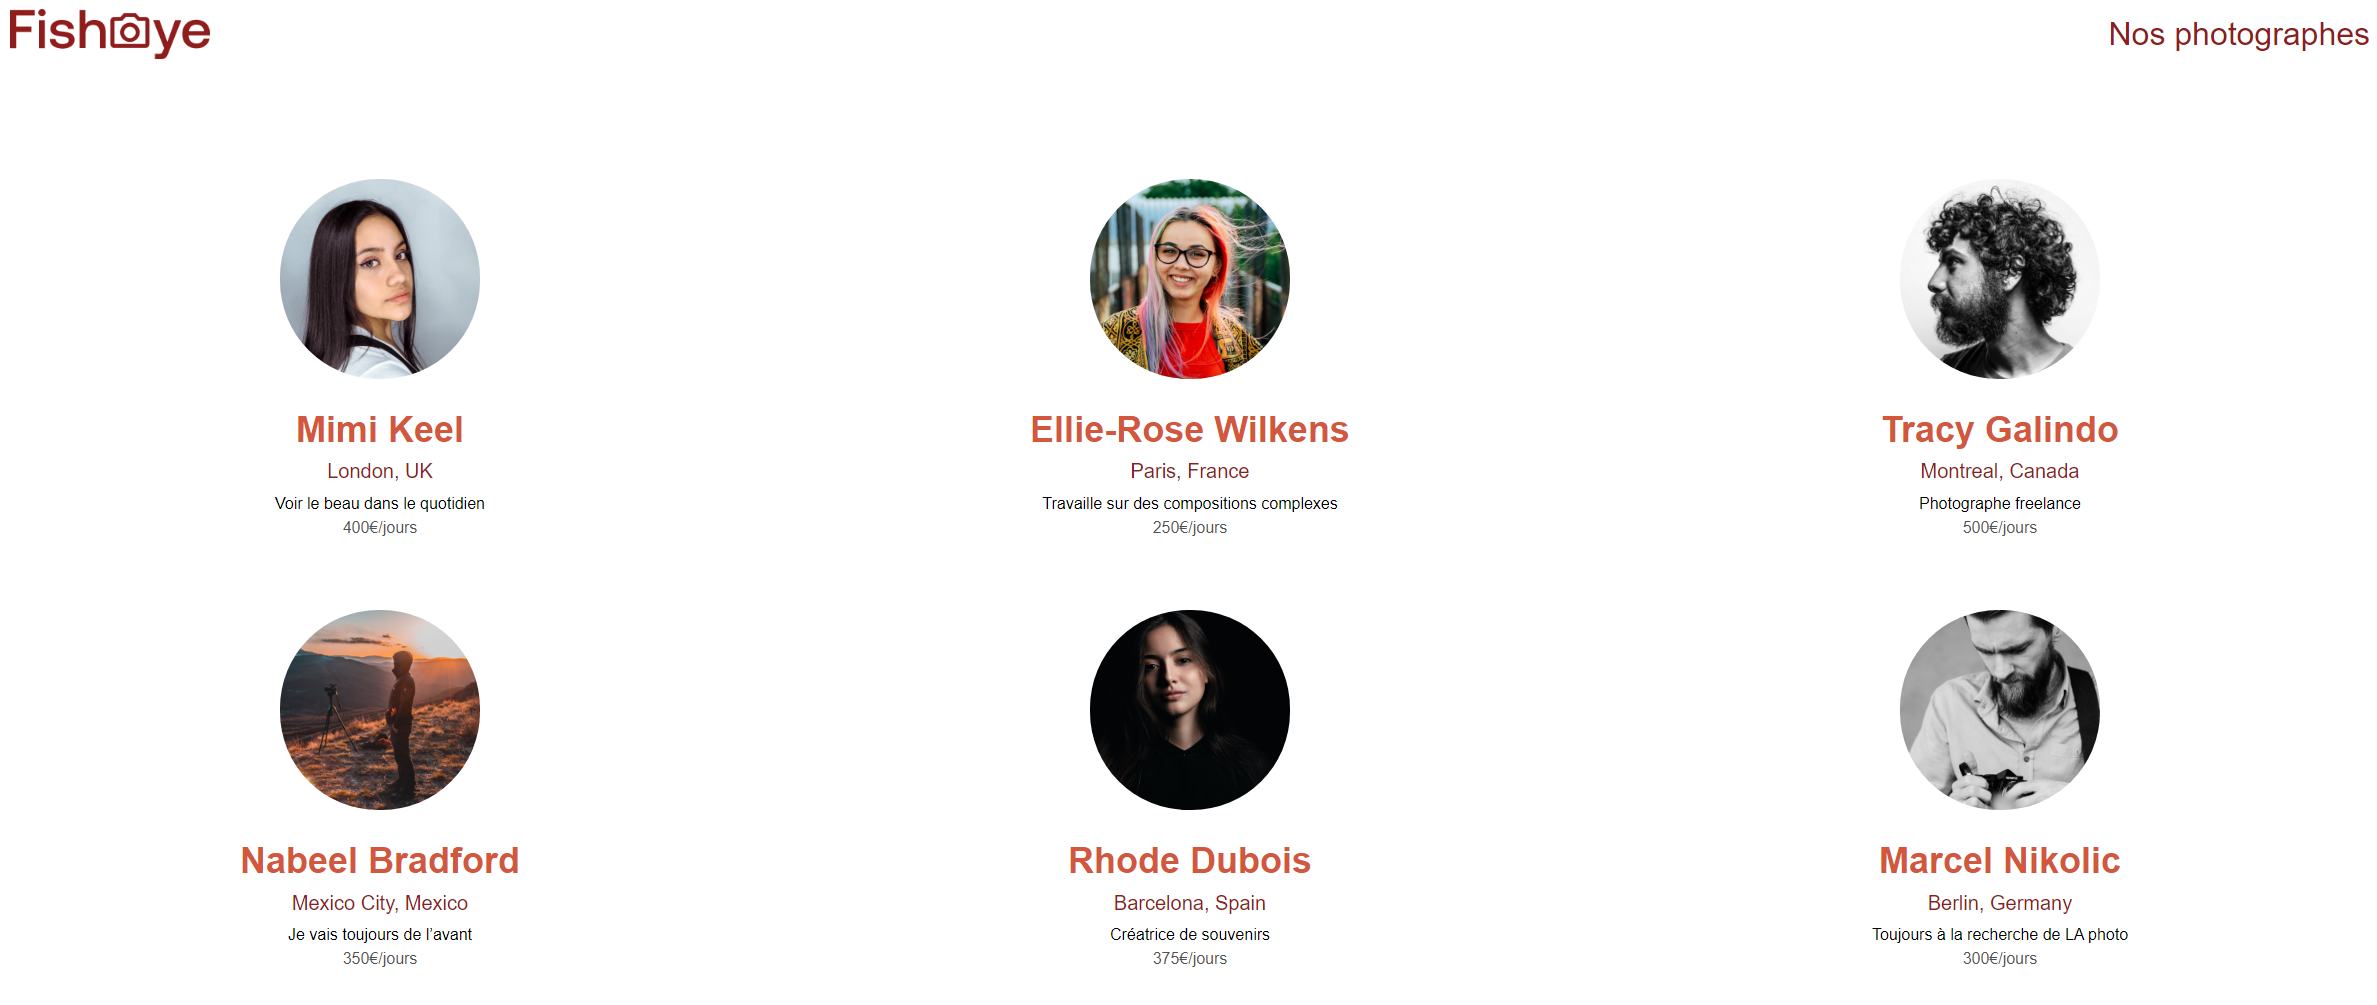 Fisheye
Nos photographes
Mimi Keel
London, UK
Voir le beau dans le quotidien
400€/jours
Ellie-Rose Wilkens
Paris, France
Travaille sur des compositions complexes
250€/jours
Tracy Galindo
Montreal, Canada
Photographe freelance
500€/jours
Nabeel Bradford
Mexico City, Mexico
Je vais toujours de l’avant
350€/jours
Rhode Dubois
Barcelona, Spain
Créatrice de souvenirs
375€/jours
Marcel Nikolic
Berlin, Germany
Toujours à la recherche de LA photo
300€/jours